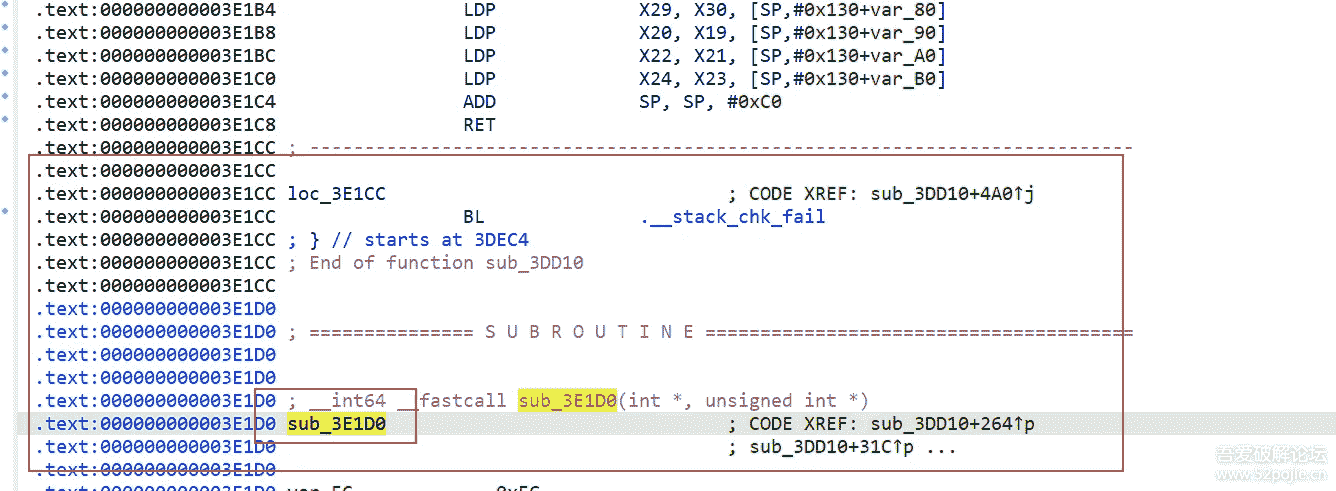 .text:000000000003E1B4 LDP X29, X30, [SP,#0x130+var_80]
.text:000000000003E1B8 LDP X20, X19, [SP,#0x130+var_90]
.text:000000000003E1BC LDP X22, X21, [SP,#0x130+var_A0]
.text:000000000003E1C0 LDP X24, X23, [SP,#0x130+var_B0]
.text:000000000003E1C4 ADD SP, SP, #0xC0
.text:000000000003E1C8 RET
.text:000000000003E1CC ; ---------------------------------------------------------------------------
.text:000000000003E1CC
.text:000000000003E1CC loc_3E1CC ; CODE XREF: sub_3DD10+4A0↑j
.text:000000000003E1CC BL .__stack_chk_fail
.text:000000000003E1CC ; } // starts at 3DEC4
.text:000000000003E1CC ; End of function sub_3DD10
.text:000000000003E1CC
.text:000000000003E1D0
.text:000000000003E1D0 ; =============== S U B R O U T I N E =======================================
.text:000000000003E1D0
.text:000000000003E1D0
.text:000000000003E1D0 ; __int64 __fastcall sub_3E1D0(int *, unsigned int *)
.text:000000000003E1D0 sub_3E1D0 ; CODE XREF: sub_3DD10+264↑p
.text:000000000003E1D0 ; sub_3DD10+31C↑p ...
.text:000000000003E1D0
吾爱破解论坛
www.52pojie.cn